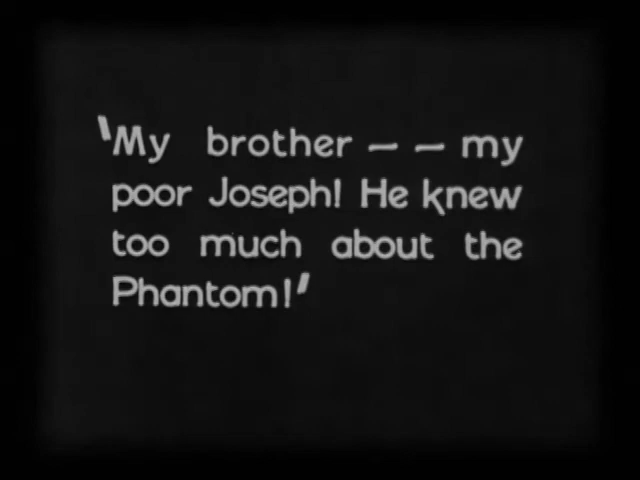 "My brother — — my
poor Joseph! He knew
too much about the
Phantom!"